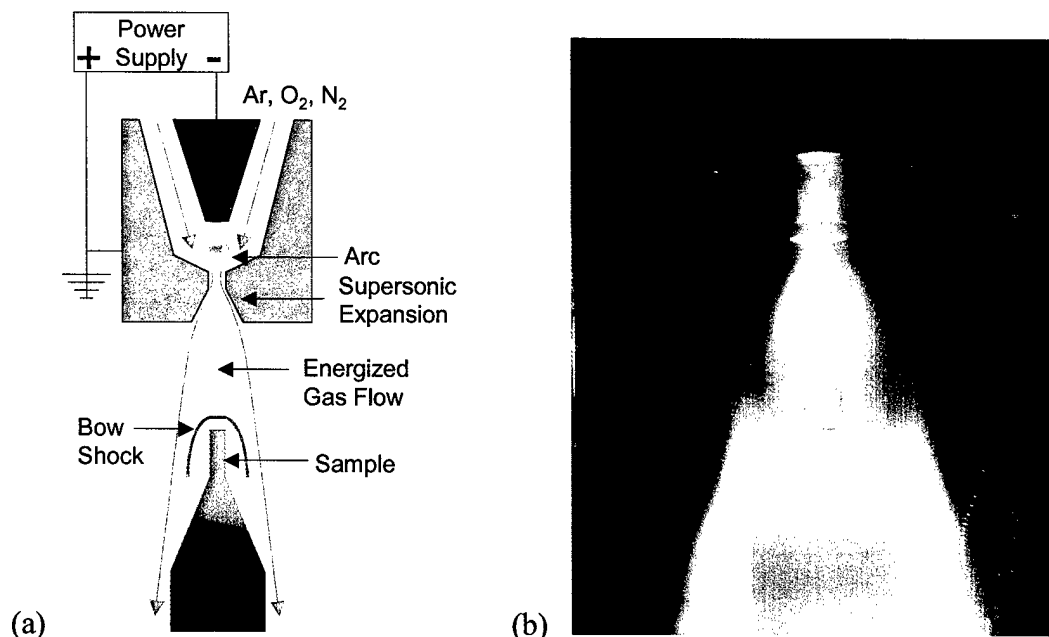 Power
+ Supply -
Ar, O₂, N₂
Arc
Supersonic
Expansion
Energized
Gas Flow
Bow
Shock
Sample
(a)
(b)